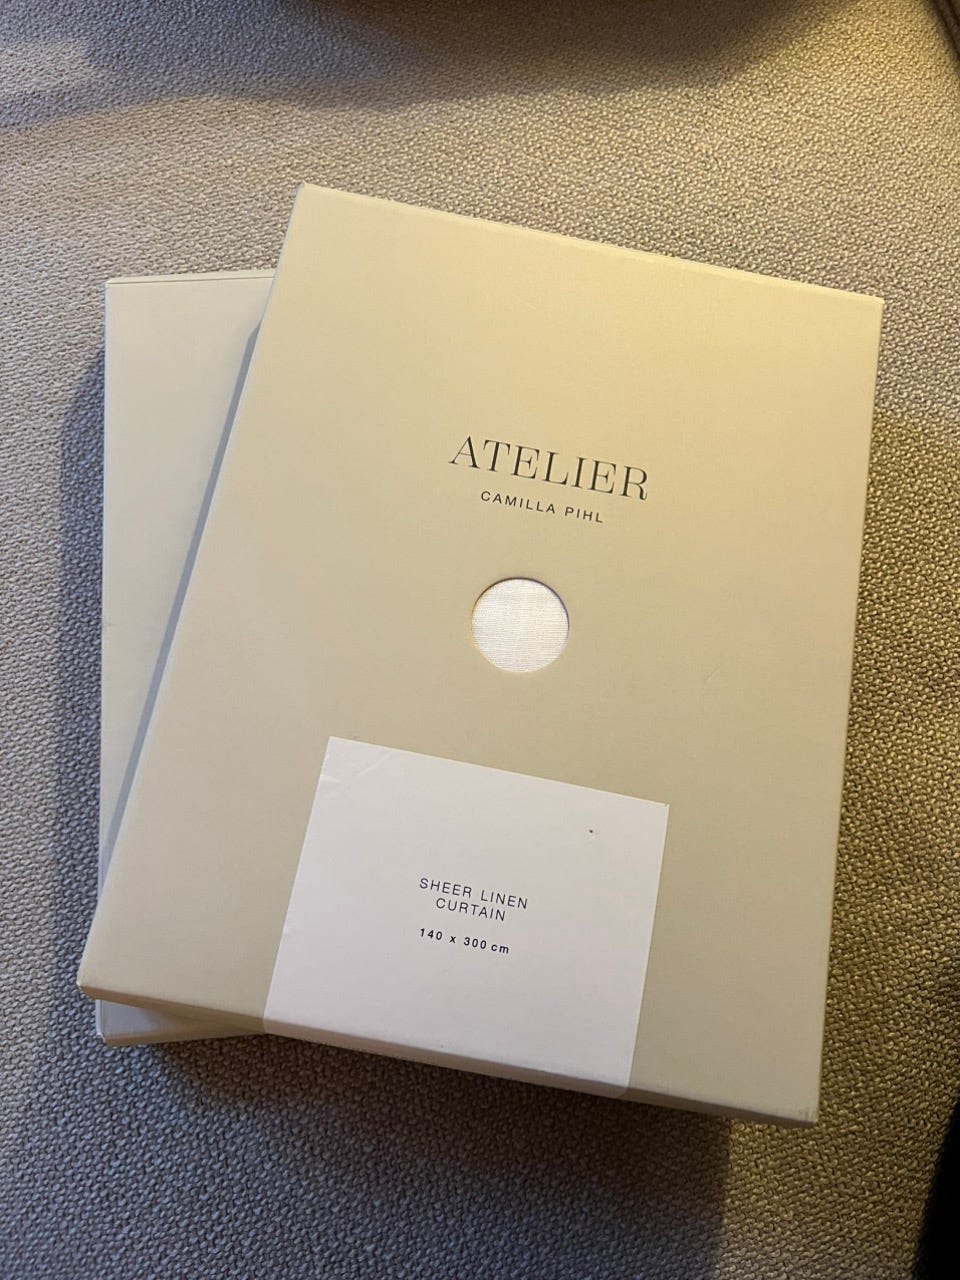 ATELIER
CAMILLA PIHL
SHEER LINEN
CURTAIN
140 x 300 cm